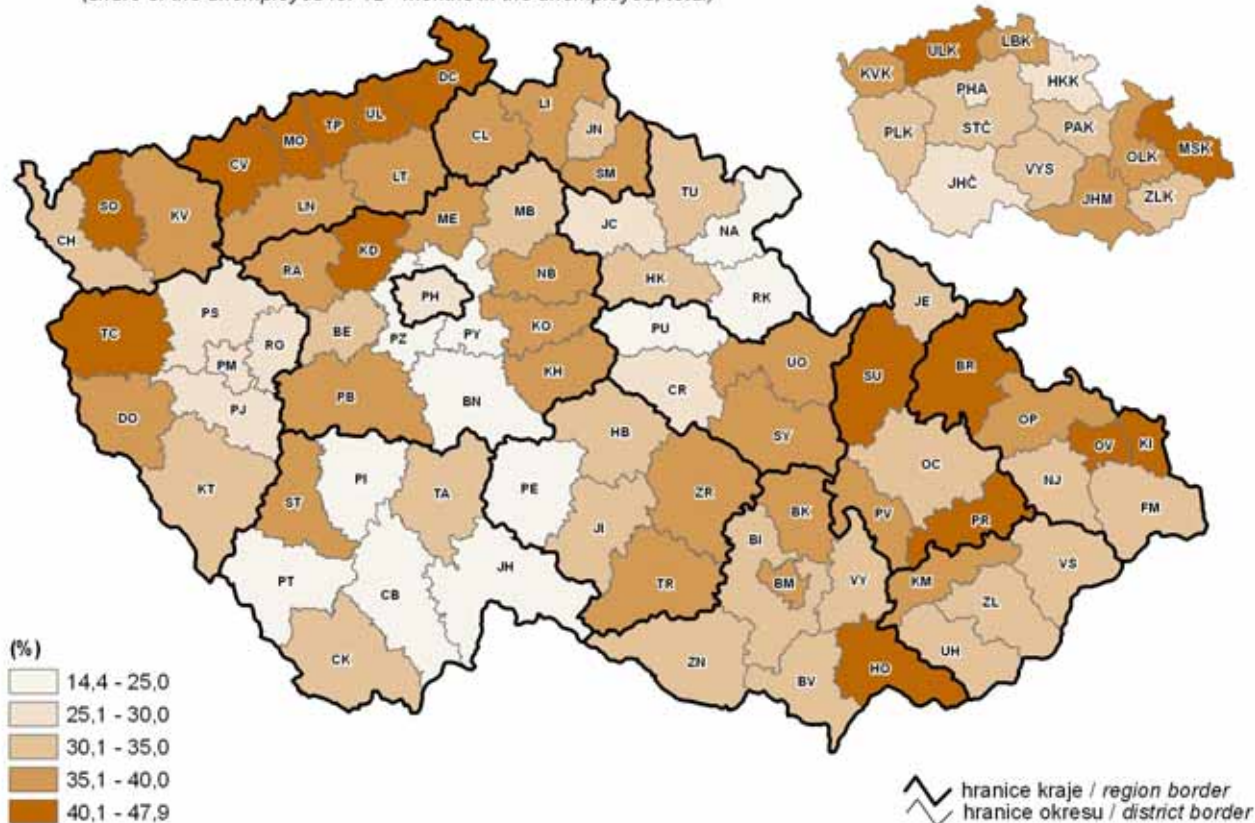 (share of the unemployed for 12+ months in the unemployed, total)
ULK
LBK
KVK
HKK
PHA
STČ
PLK
PAK
MSK
OLK
VYS
JHČ
JHM
ZLK
DC
LI
UL
TP
JN
MO
CL
CV
LT
SM
TU
SO
KV
LN
ME
MB
JC
NA
CH
KD
RA
NB
HK
PH
RK
JE
PS
TC
RO
BE
PZ
PY
KO
PU
PM
UO
SU
BR
KH
CR
PB
BN
DO
PJ
OP
HB
SY
OV
KI
OC
NJ
KT
ST
PI
TA
PE
ZR
BK
PV
PR
FM
JI
BI
VS
PT
JH
TR
BM
VY
KM
CB
ZL
UH
CK
ZN
HO
BV
(%)
14,4 - 25,0
25,1 - 30,0
30,1 - 35,0
35,1 - 40,0
40,1 - 47,9
hranice kraje / region border
hranice okresu / district border